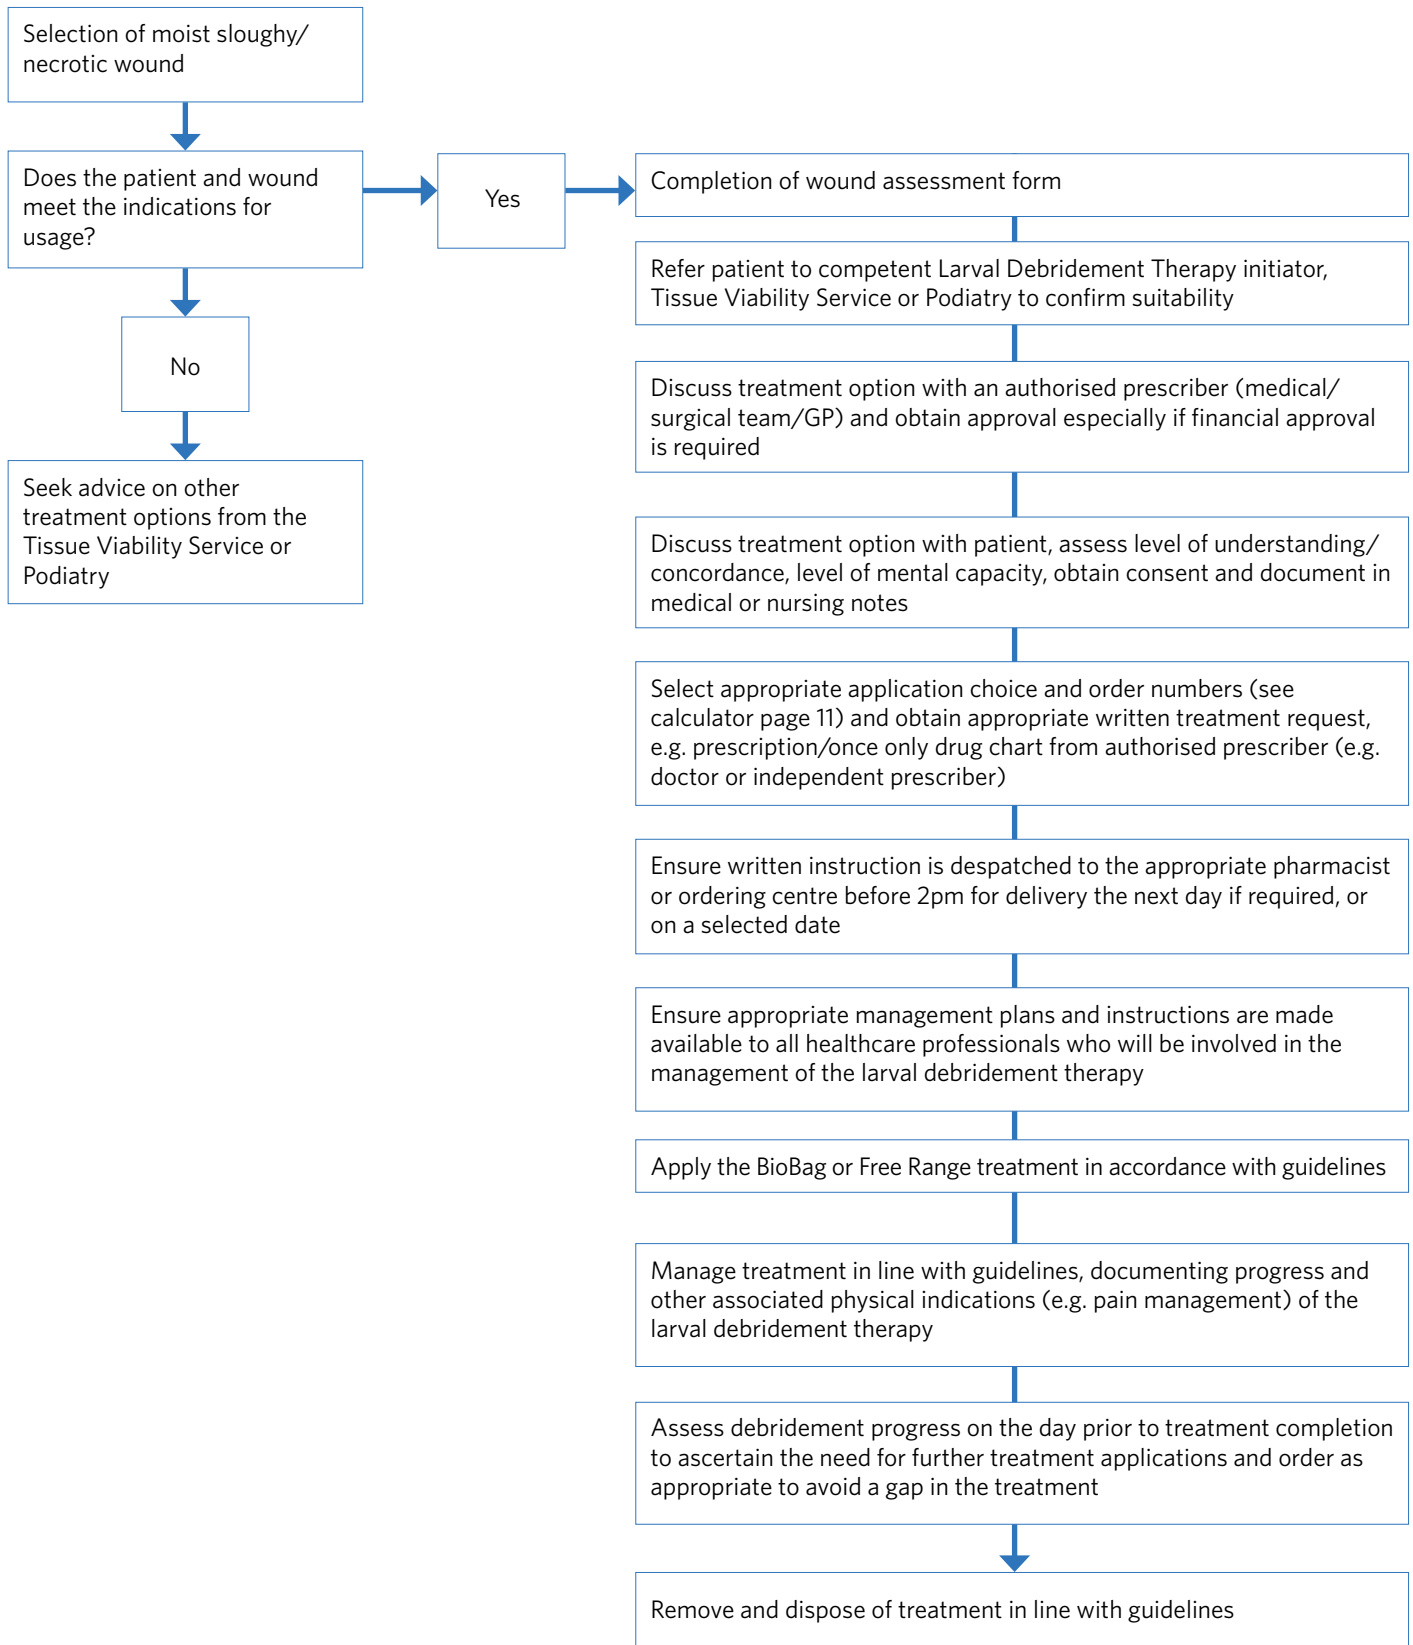 Selection of moist sloughy/
necrotic wound
Does the patient and wound
meet the indications for
usage?
Yes
No
Seek advice on other
treatment options from the
Tissue Viability Service or
Podiatry
Completion of wound assessment form
Refer patient to competent Larval Debridement Therapy initiator,
Tissue Viability Service or Podiatry to confirm suitability
Discuss treatment option with an authorised prescriber (medical/
surgical team/GP) and obtain approval especially if financial approval
is required
Discuss treatment option with patient, assess level of understanding/
concordance, level of mental capacity, obtain consent and document in
medical or nursing notes
Select appropriate application choice and order numbers (see
calculator page 11) and obtain appropriate written treatment request,
e.g. prescription/once only drug chart from authorised prescriber (e.g.
doctor or independent prescriber)
Ensure written instruction is despatched to the appropriate pharmacist
or ordering centre before 2pm for delivery the next day if required, or
on a selected date
Ensure appropriate management plans and instructions are made
available to all healthcare professionals who will be involved in the
management of the larval debridement therapy
Apply the BioBag or Free Range treatment in accordance with guidelines
Manage treatment in line with guidelines, documenting progress and
other associated physical indications (e.g. pain management) of the
larval debridement therapy
Assess debridement progress on the day prior to treatment completion
to ascertain the need for further treatment applications and order as
appropriate to avoid a gap in the treatment
Remove and dispose of treatment in line with guidelines